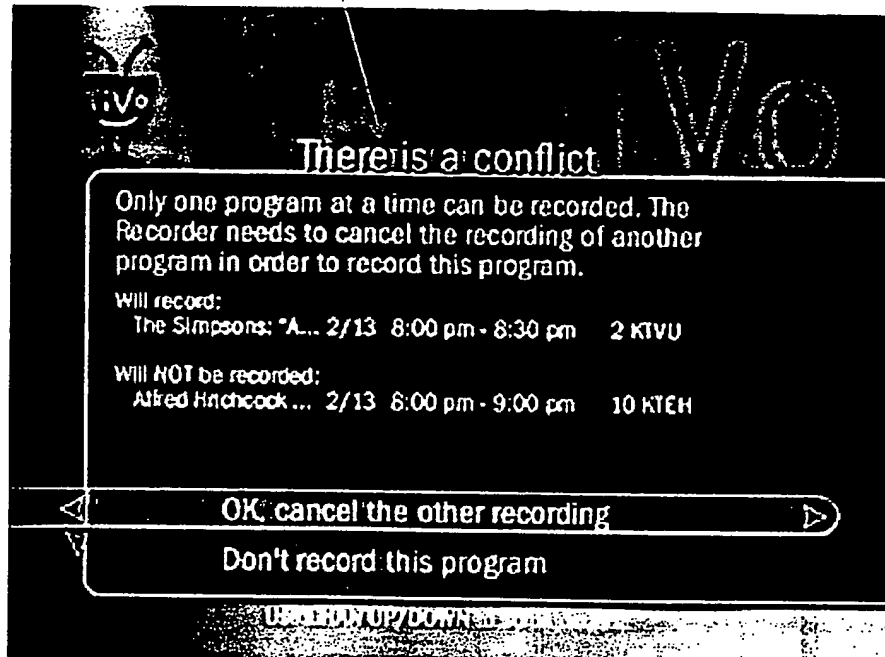 TiVo
There is a conflict
Only one program at a time can be recorded. The
Recorder needs to cancel the recording of another
program in order to record this program.
Will record:
The Simpsons: "A... 2/13 8:00 pm - 8:30 pm 2 KTVU
Will NOT be recorded:
Alfred Hitchcock ... 2/13 8:00 pm - 9:00 pm 10 KTEH
OK, cancel the other recording
Don't record this program
UP/DOWN